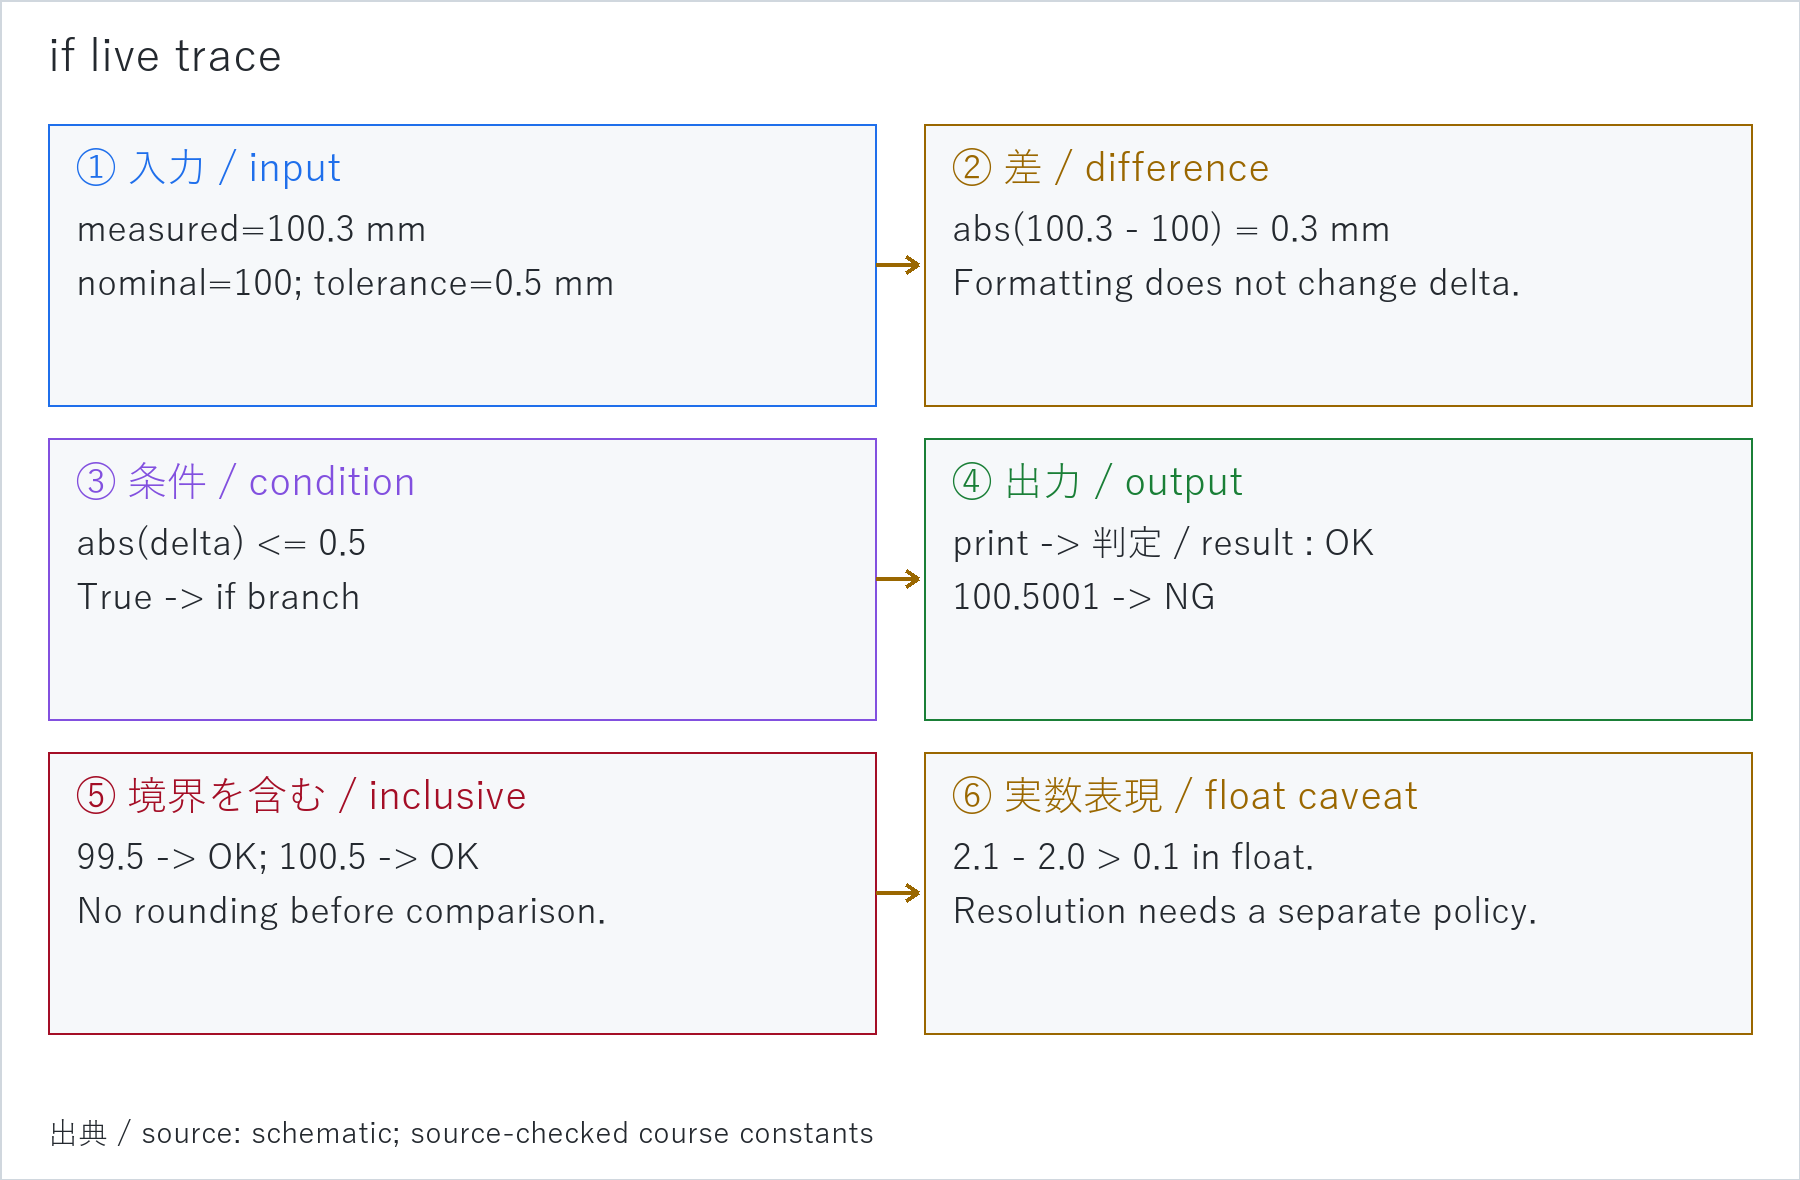 if live trace
① 入力 / input
measured=100.3 mm
nominal=100; tolerance=0.5 mm
② 差 / difference
abs(100.3 - 100) = 0.3 mm
Formatting does not change delta.
③ 条件 / condition
abs(delta) <= 0.5
True -> if branch
④ 出力 / output
print -> 判定 / result : OK
100.5001 -> NG
⑤ 境界を含む / inclusive
99.5 -> OK; 100.5 -> OK
No rounding before comparison.
⑥ 実数表現 / float caveat
2.1 - 2.0 > 0.1 in float.
Resolution needs a separate policy.
出典 / source: schematic; source-checked course constants